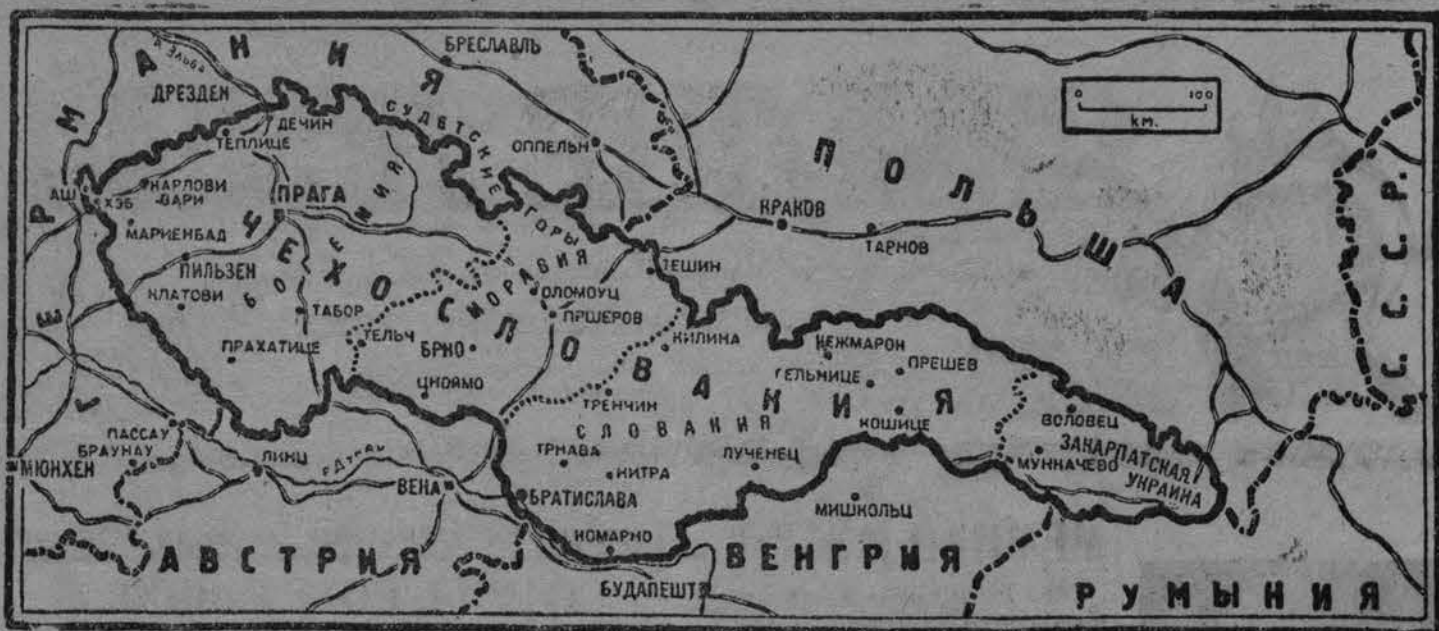 ГЕРМАНИЯ
Р. ЭЛЬБА
БРЕСЛАВЛЬ
ДРЕЗДЕН
ДЕЧИН
СУДЕТСКИЕ ГОРЫ
0 100
km.
ТЕПЛИЦЕ
ОППЕЛЬН
ПОЛЬША
С.С.С.Р.
АШ
ХЭБ
КАРЛОВИ
-ВАРИ
ПРАГА
КРАКОВ
ТАРНОВ
МАРИЕНБАД
ЧЕХОСЛОВАКИЯ
БОГЕМИЯ
МОРАВИЯ
ПИЛЬЗЕН
ТЕШИН
КЛАТОВИ
ТАБОР
ОЛОМОУЦ
ПРШЕРОВ
ПРАХАТИЦЕ
ТЕЛЬЧ
БРНО
ЖИЛИНА
КЕЖМАРОК
ПРЕШЕВ
ГЕЛЬНИЦЕ
ЦНОЯМО
ТРЕНЧИН
СЛОВАКИЯ
КОШИЦЕ
ВОЛОВЕЦ
ПАССАУ
БРАУНАУ
МЮНХЕН
ЛИНЦ
ВЕНА
ТРНАВА
НИТРА
ЛУЧЕНЕЦ
МУНКАЧЕВО
ЗАКАРПАТСКАЯ
УКРАИНА
БРАТИСЛАВА
МИШКОЛЬЦ
КОМАРНО
АВСТРИЯ
ВЕНГРИЯ
БУДАПЕШТ
РУМЫНИЯ